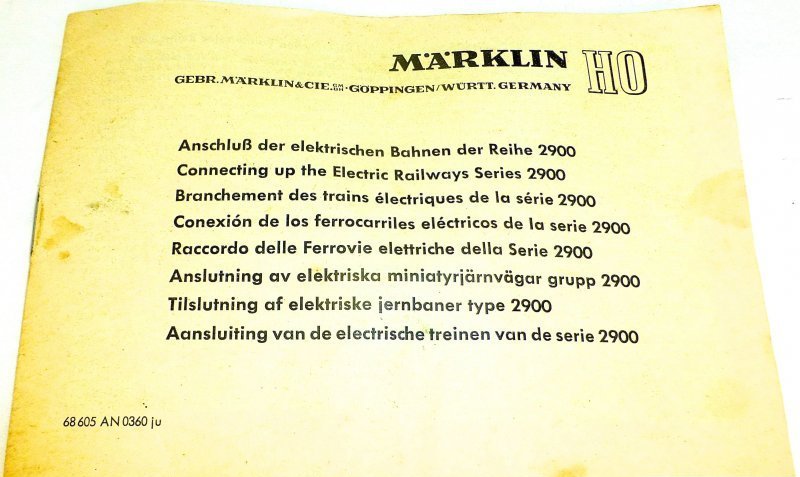 MÄRKLIN HO
GEBR. MÄRKLIN & CIE. GMBH · GÖPPINGEN/WÜRTT. GERMANY
Anschluß der elektrischen Bahnen der Reihe 2900
Connecting up the Electric Railways Series 2900
Branchement des trains électriques de la série 2900
Conexión de los ferrocarriles eléctricos de la serie 2900
Raccordo delle Ferrovie elettriche della Serie 2900
Anslutning av elektriska miniatyrjärnvägar grupp 2900
Tilslutning af elektriske jernbaner type 2900
Aansluiting van de electrische treinen van de serie 2900
68 605 AN 0360 ju